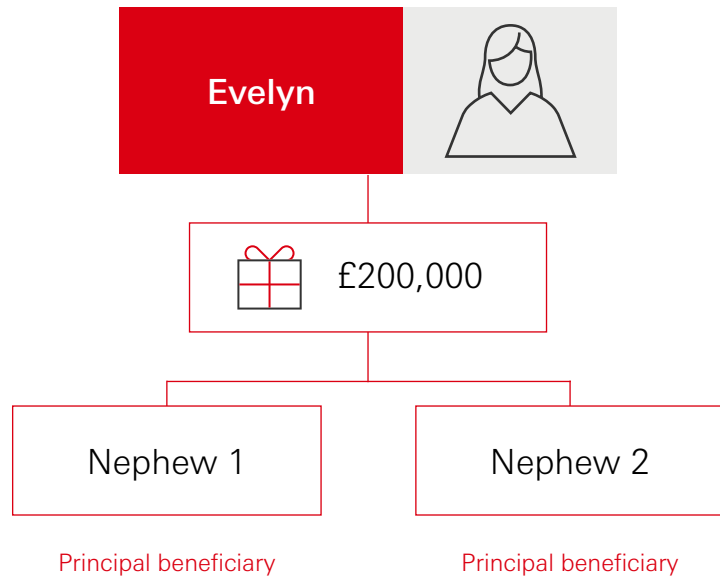 Evelyn
£200,000
Nephew 1
Nephew 2
Principal beneficiary
Principal beneficiary